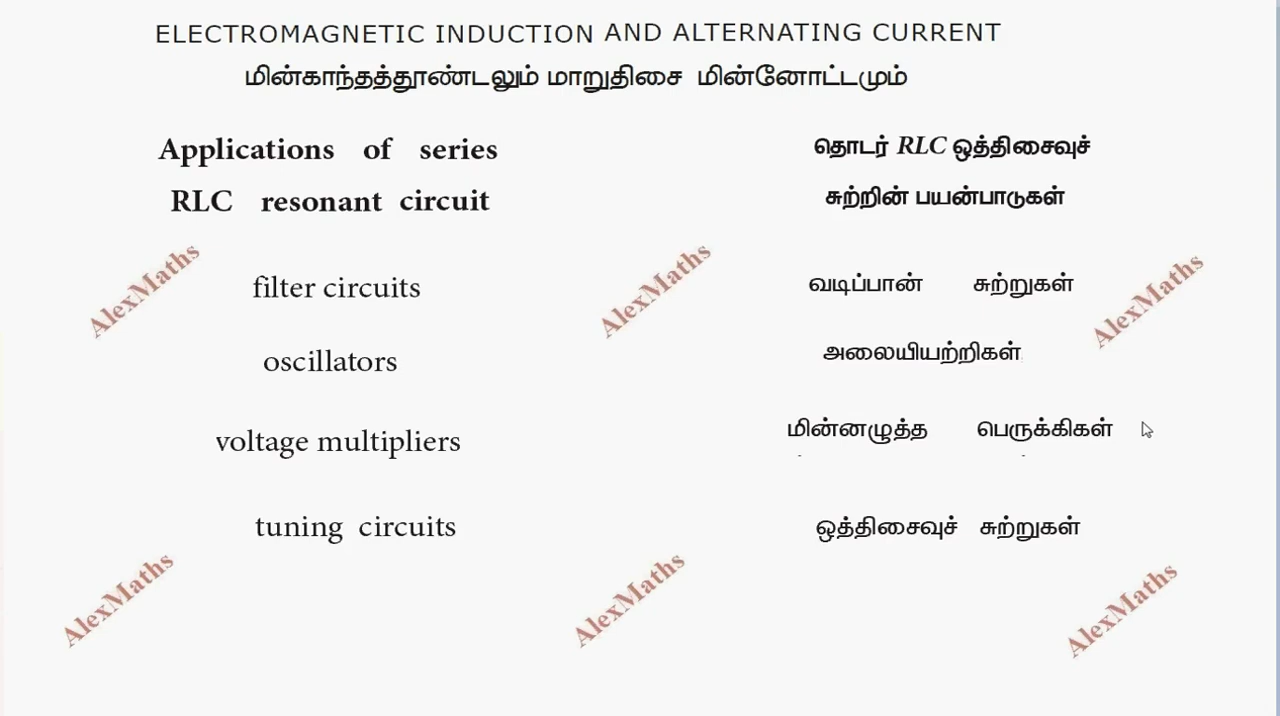 ELECTROMAGNETIC INDUCTION AND ALTERNATING CURRENT
மின்காந்தத்தூண்டலும் மாறுதிசை மின்னோட்டமும்
Applications of series
RLC resonant circuit
தொடர் RLC ஒத்திசைவுச்
சுற்றின் பயன்பாடுகள்
AlexMaths
AlexMaths
AlexMaths
filter circuits
வடிப்பான் சுற்றுகள்
oscillators
அலையியற்றிகள்
voltage multipliers
மின்னழுத்த பெருக்கிகள்
tuning circuits
ஒத்திசைவுச் சுற்றுகள்
AlexMaths
AlexMaths
AlexMaths